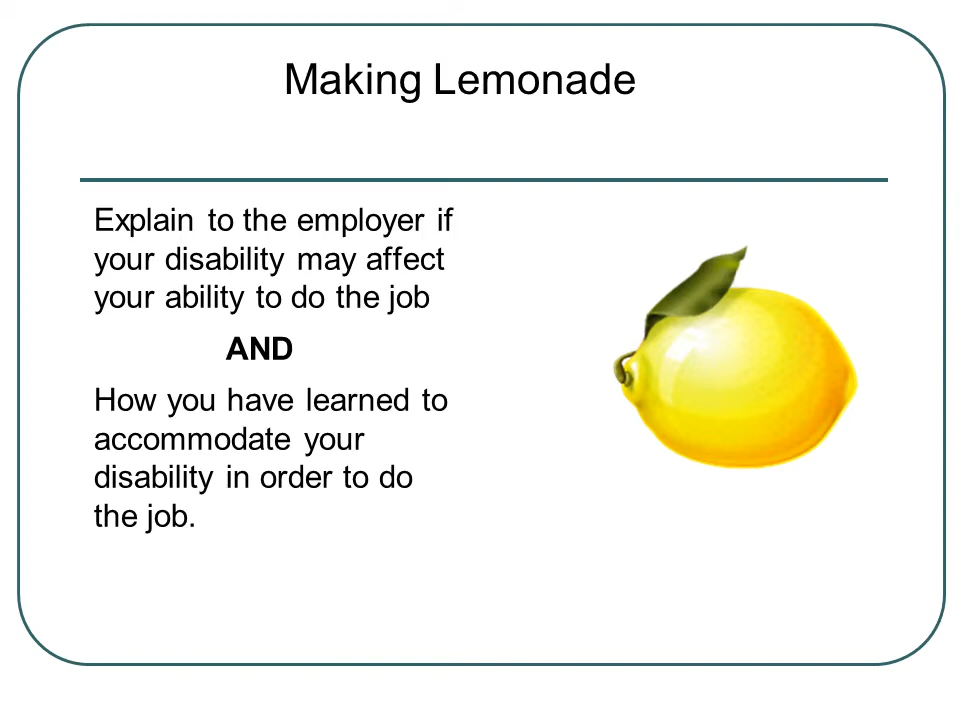 Making Lemonade
Explain to the employer if
your disability may affect
your ability to do the job
AND
How you have learned to
accommodate your
disability in order to do
the job.